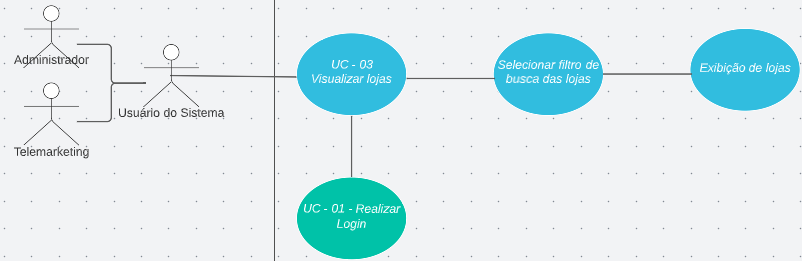 Administrador
Telemarketing
Usuário do Sistema
UC - 03
Visualizar lojas
Selecionar filtro de
busca das lojas
Exibição de lojas
UC - 01 - Realizar
Login